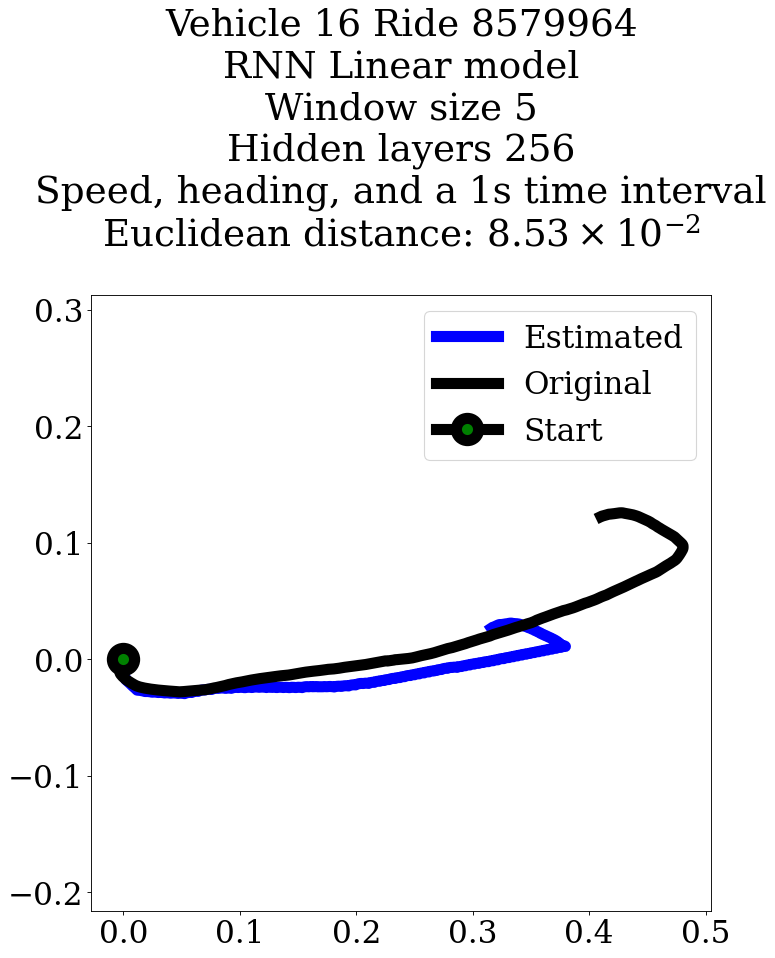 Vehicle 16 Ride 8579964
RNN Linear model
Window size 5
Hidden layers 256
Speed, heading, and a 1s time interval
Euclidean distance: 8.53 × 10⁻²
Estimated
Original
Start
0.3
0.2
0.1
0.0
−0.1
−0.2
0.0 0.1 0.2 0.3 0.4 0.5